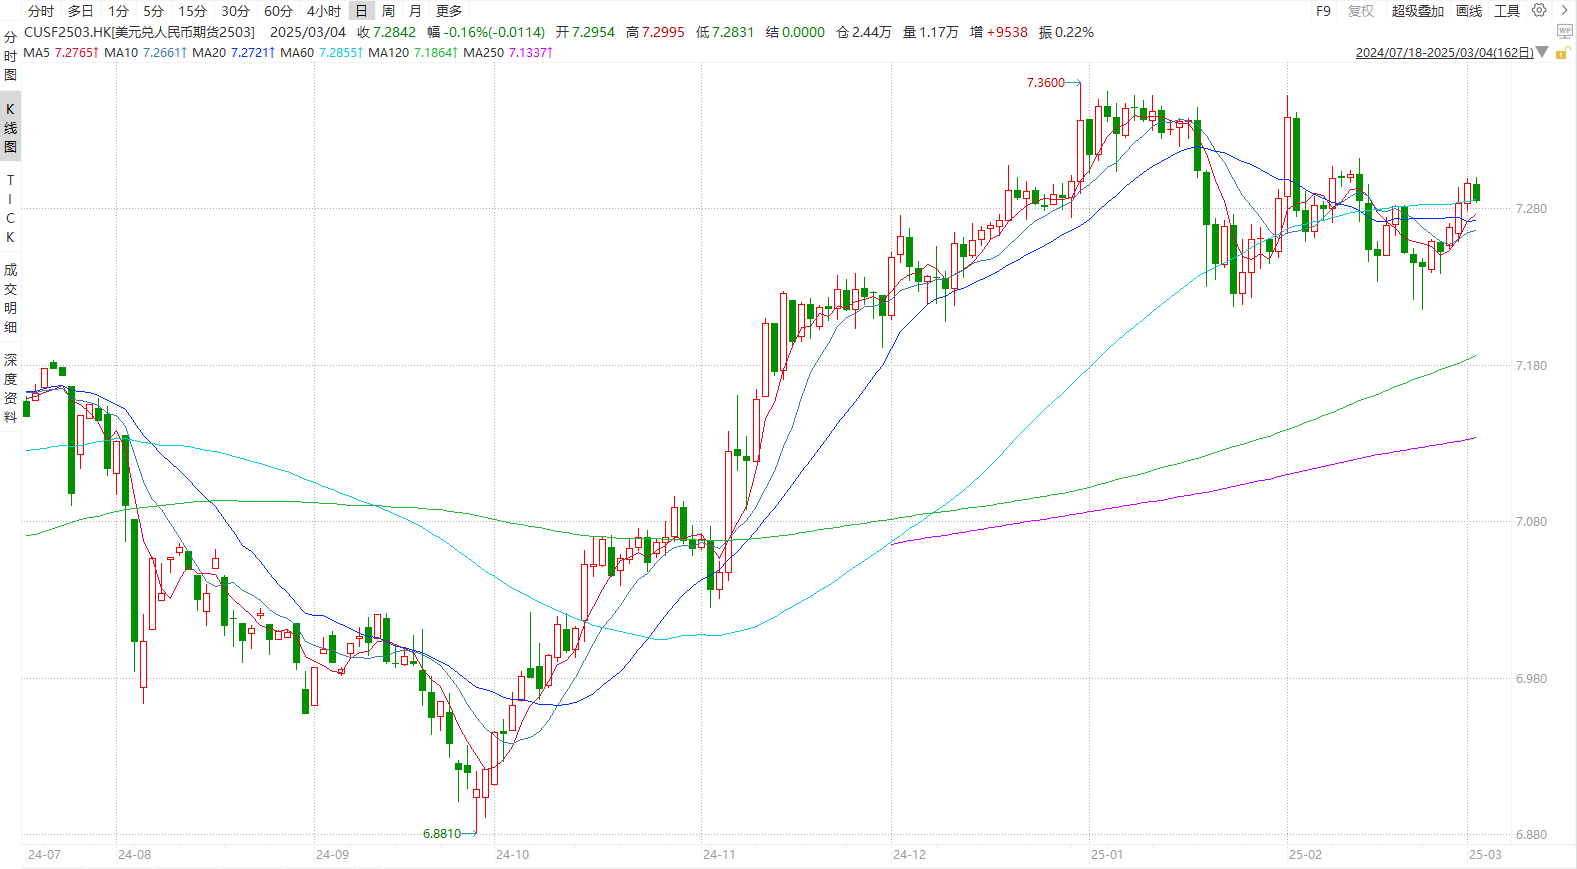 分时 多日 1分 5分 15分 30分 60分 4小时 日 周 月 更多 F9 复权 超级叠加 画线 工具
CUSF2503.HK[美元兑人民币期货2503] 2025/03/04 收 7.2842 幅 -0.16%(-0.0114) 开 7.2954 高 7.2995 低 7.2831 结 0.0000 仓 2.44万 量 1.17万 增 +9538 振 0.22% WP
MA5 7.2765↑ MA10 7.2661↑ MA20 7.2721↑ MA60 7.2855↑ MA120 7.1864↑ MA250 7.1337↑ 2024/07/18-2025/03/04(162日)
分时图
K线图
TICK
成交明细
深度资料
7.3600
7.280
7.180
7.080
6.980
6.8810
6.880
24-07 24-08 24-09 24-10 24-11 24-12 25-01 25-02 25-03